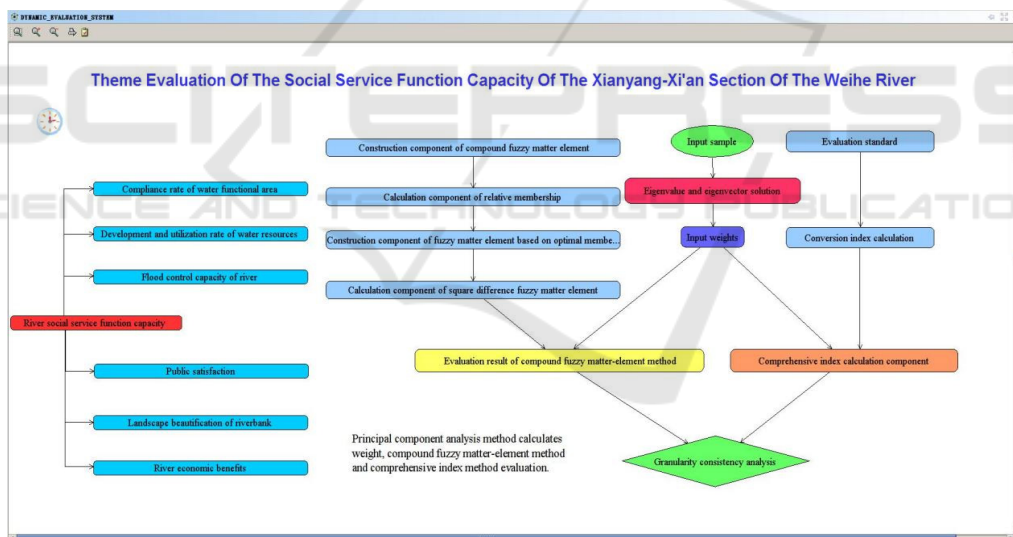 DYNAMIC_EVALUATION_SYSTEM
Theme Evaluation Of The Social Service Function Capacity Of The Xianyang-Xi'an Section Of The Weihe River
SCITEPRESS
SCIENCE AND TECHNOLOGY PUBLICATIONS
River social service function capacity
Compliance rate of water functional area
Development and utilization rate of water resources
Flood control capacity of river
Public satisfaction
Landscape beautification of riverbank
River economic benefits
Construction component of compound fuzzy matter element
Calculation component of relative membership
Construction component of fuzzy matter element based on optimal membe...
Calculation component of square difference fuzzy matter element
Input sample
Eigenvalue and eigenvector solution
Input weights
Evaluation standard
Conversion index calculation
Evaluation result of compound fuzzy matter-element method
Comprehensive index calculation component
Granularity consistency analysis
Principal component analysis method calculates
weight, compound fuzzy matter-element method
and comprehensive index method evaluation.